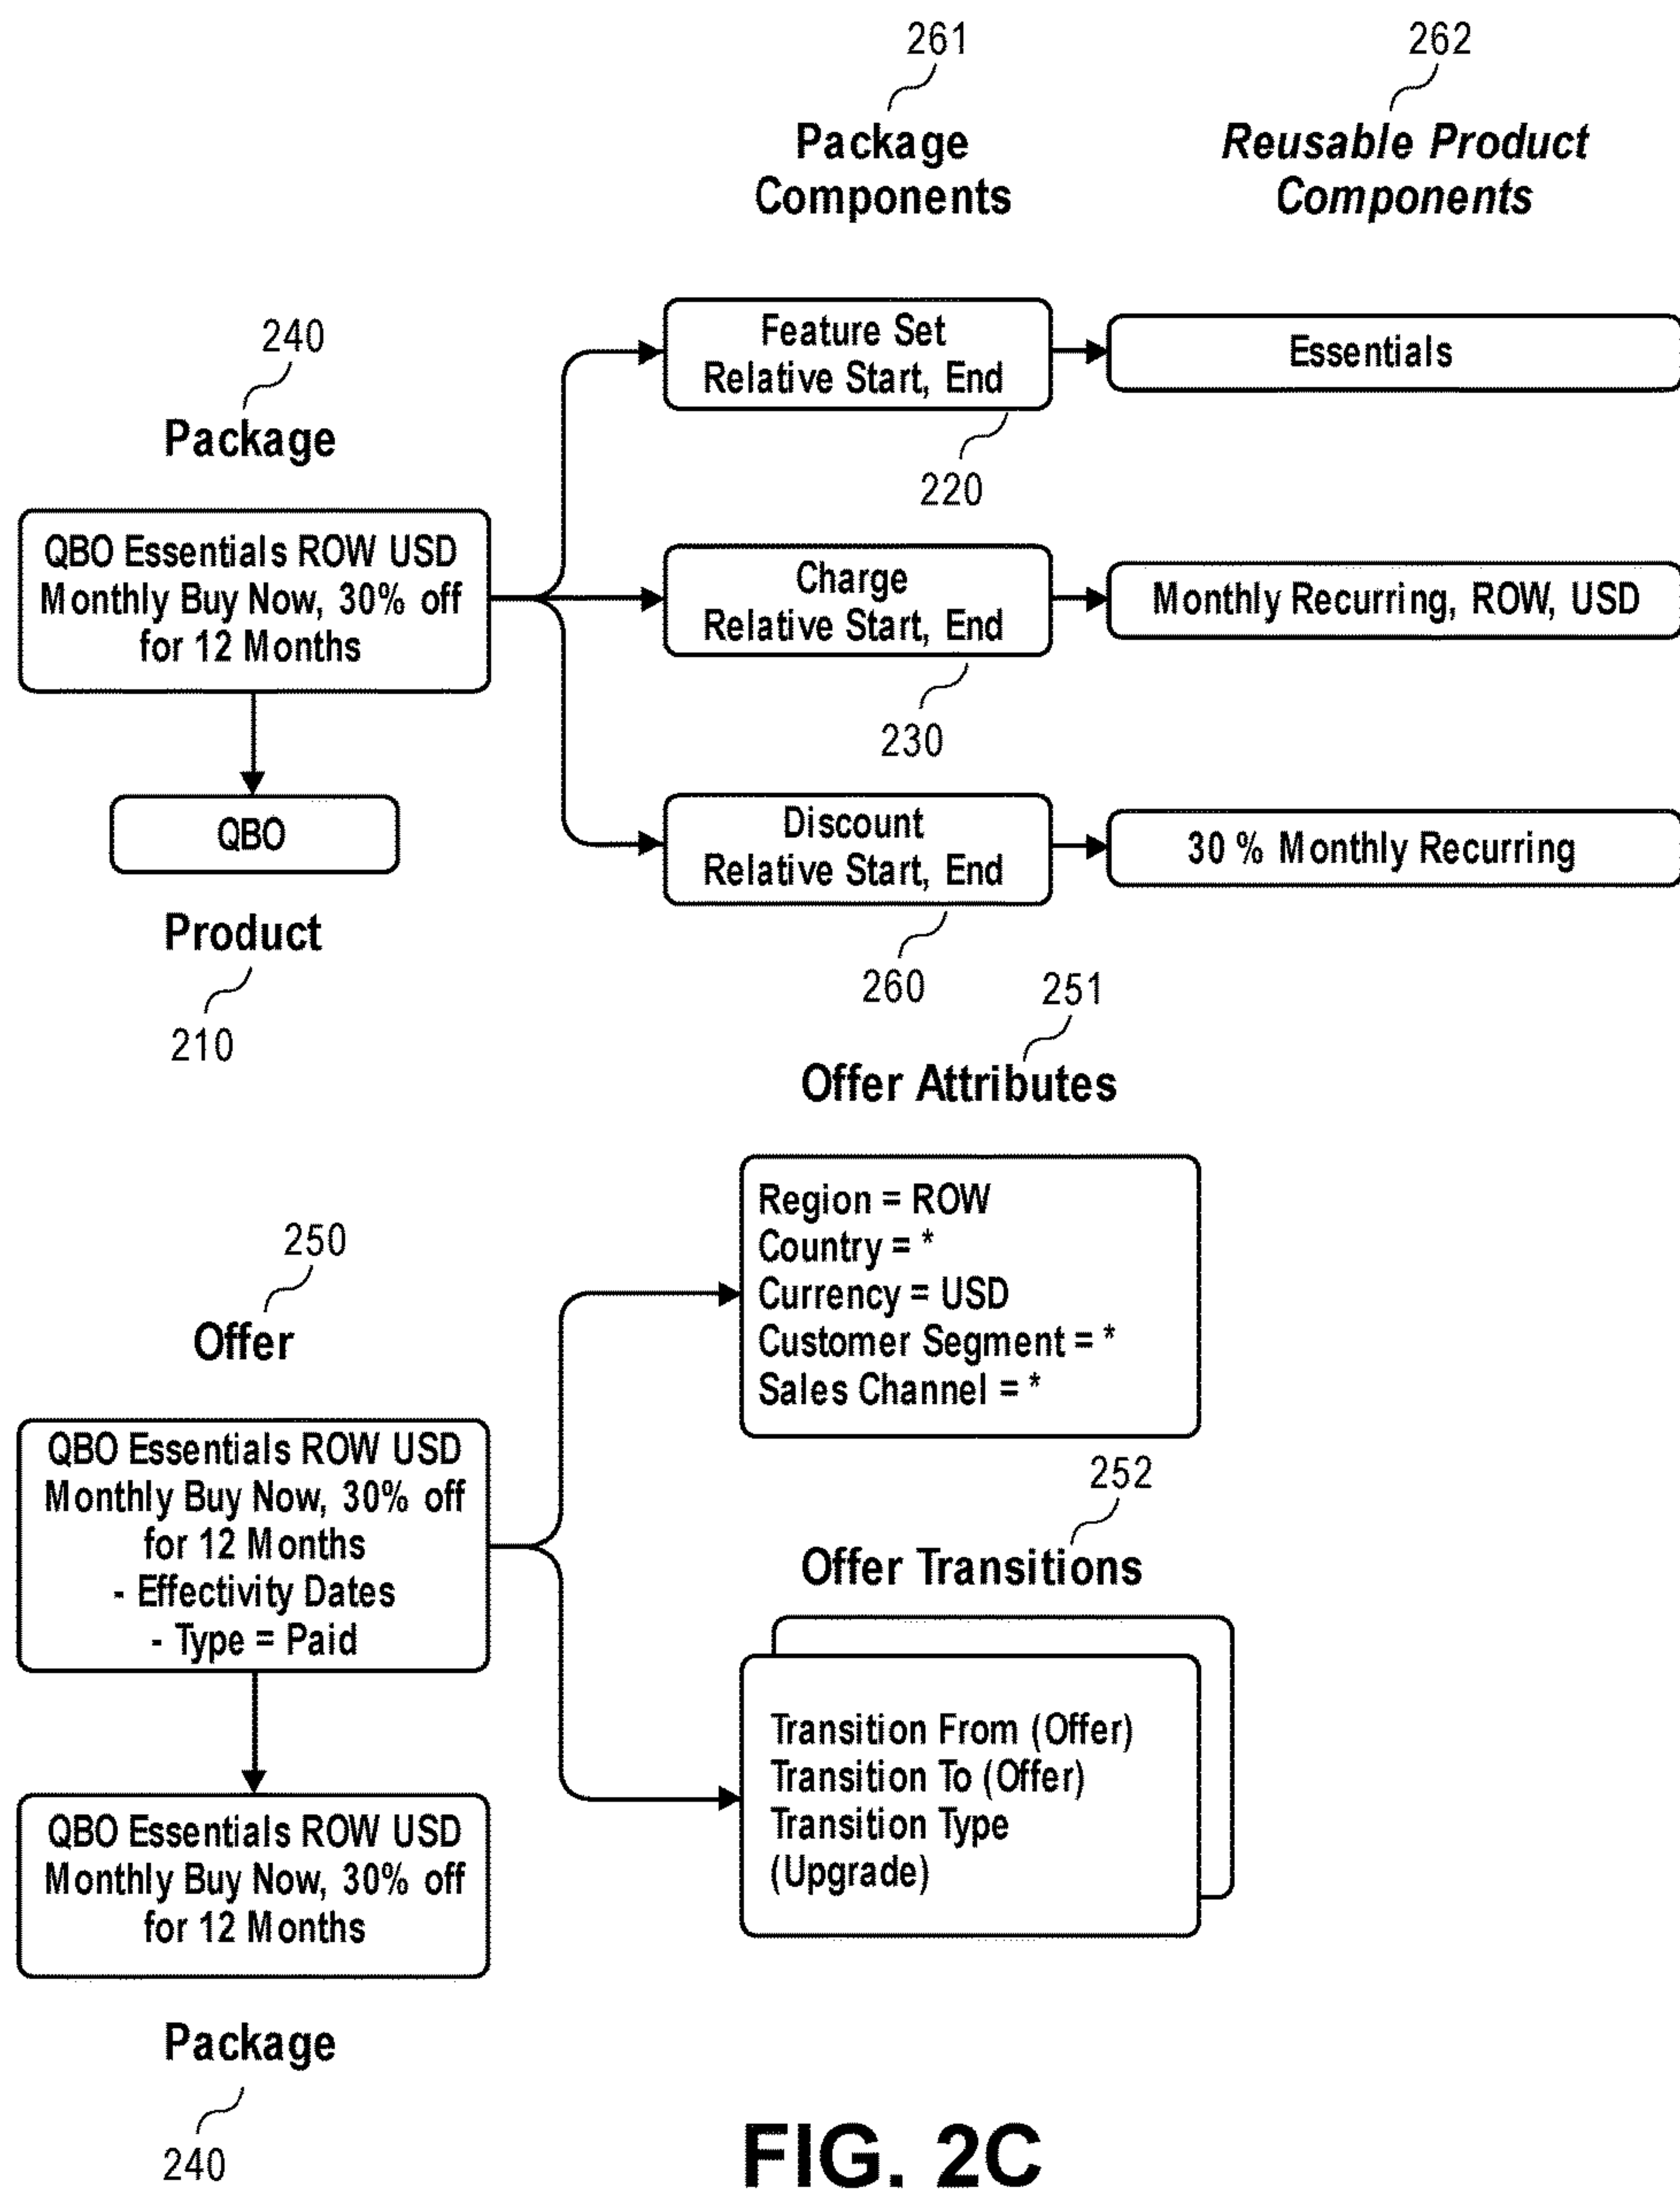 261
262
Package
Components
Reusable Product
Components
240
Package
Feature Set
Relative Start, End
Essentials
220
QBO Essentials ROW USD
Monthly Buy Now, 30% off
for 12 Months
Charge
Relative Start, End
Monthly Recurring, ROW, USD
230
QBO
Discount
Relative Start, End
30 % Monthly Recurring
Product
210
260
251
Offer Attributes
Region = ROW
Country = *
Currency = USD
Customer Segment = *
Sales Channel = *
250
Offer
QBO Essentials ROW USD
Monthly Buy Now, 30% off
for 12 Months
- Effectivity Dates
- Type = Paid
252
Offer Transitions
Transition From (Offer)
Transition To (Offer)
Transition Type
(Upgrade)
QBO Essentials ROW USD
Monthly Buy Now, 30% off
for 12 Months
Package
240
FIG. 2C